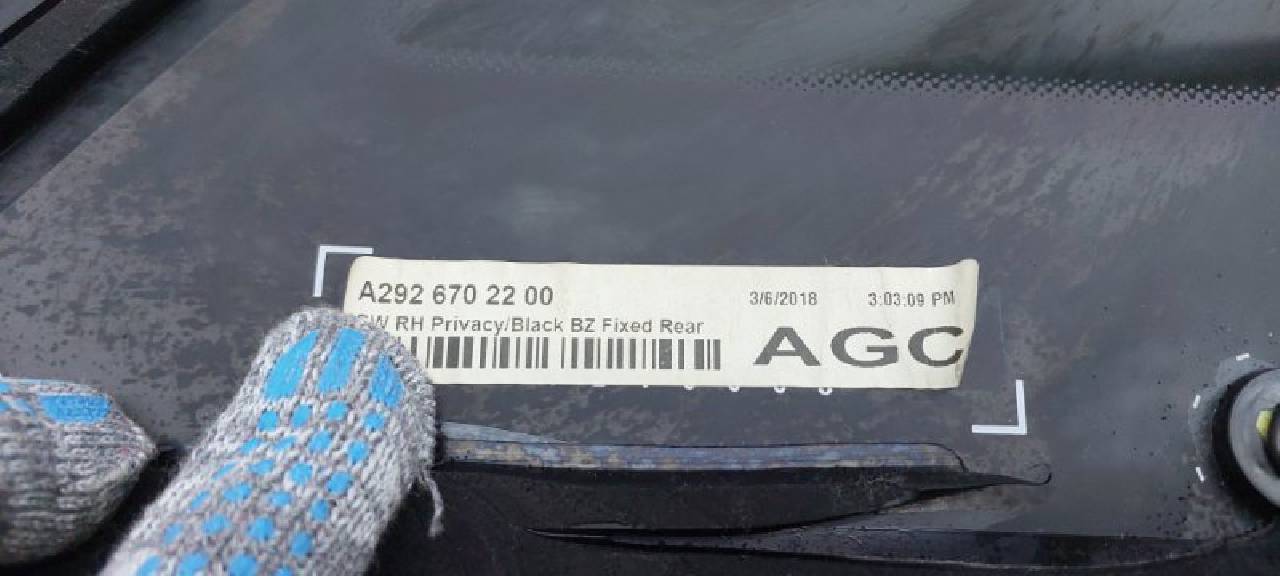 A292 670 22 00 3/6/2018 3:03:09 PM
RH Privacy/Black BZ Fixed Rear
AGC